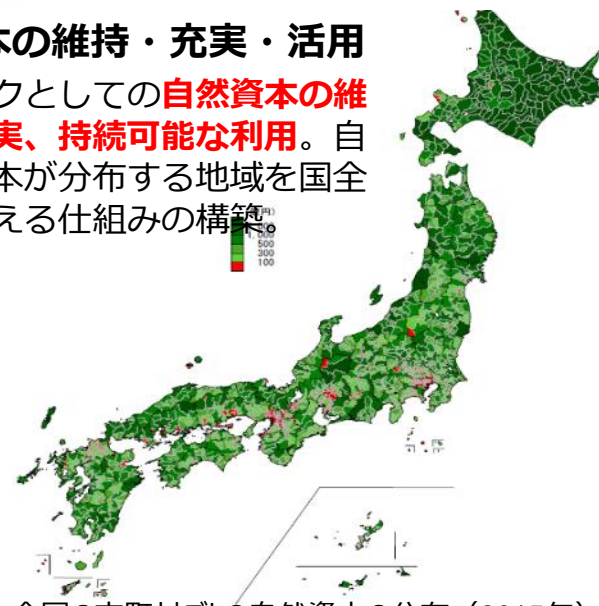 本の維持・充実・活用
クとしての自然資本の維
実、持続可能な利用。自
本が分布する地域を国全
える仕組みの構築。
500
300
100